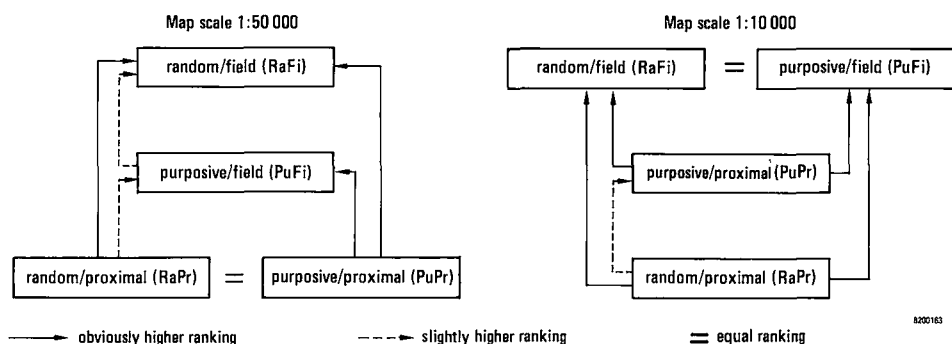 Map scale 1:50 000
random/field (RaFi)
purposive/field (PuFi)
random/proximal (RaPr)
=
purposive/proximal (PuPr)
Map scale 1:10 000
random/field (RaFi)
=
purposive/field (PuFi)
purposive/proximal (PuPr)
random/proximal (RaPr)
obviously higher ranking
slightly higher ranking
= equal ranking
8200163